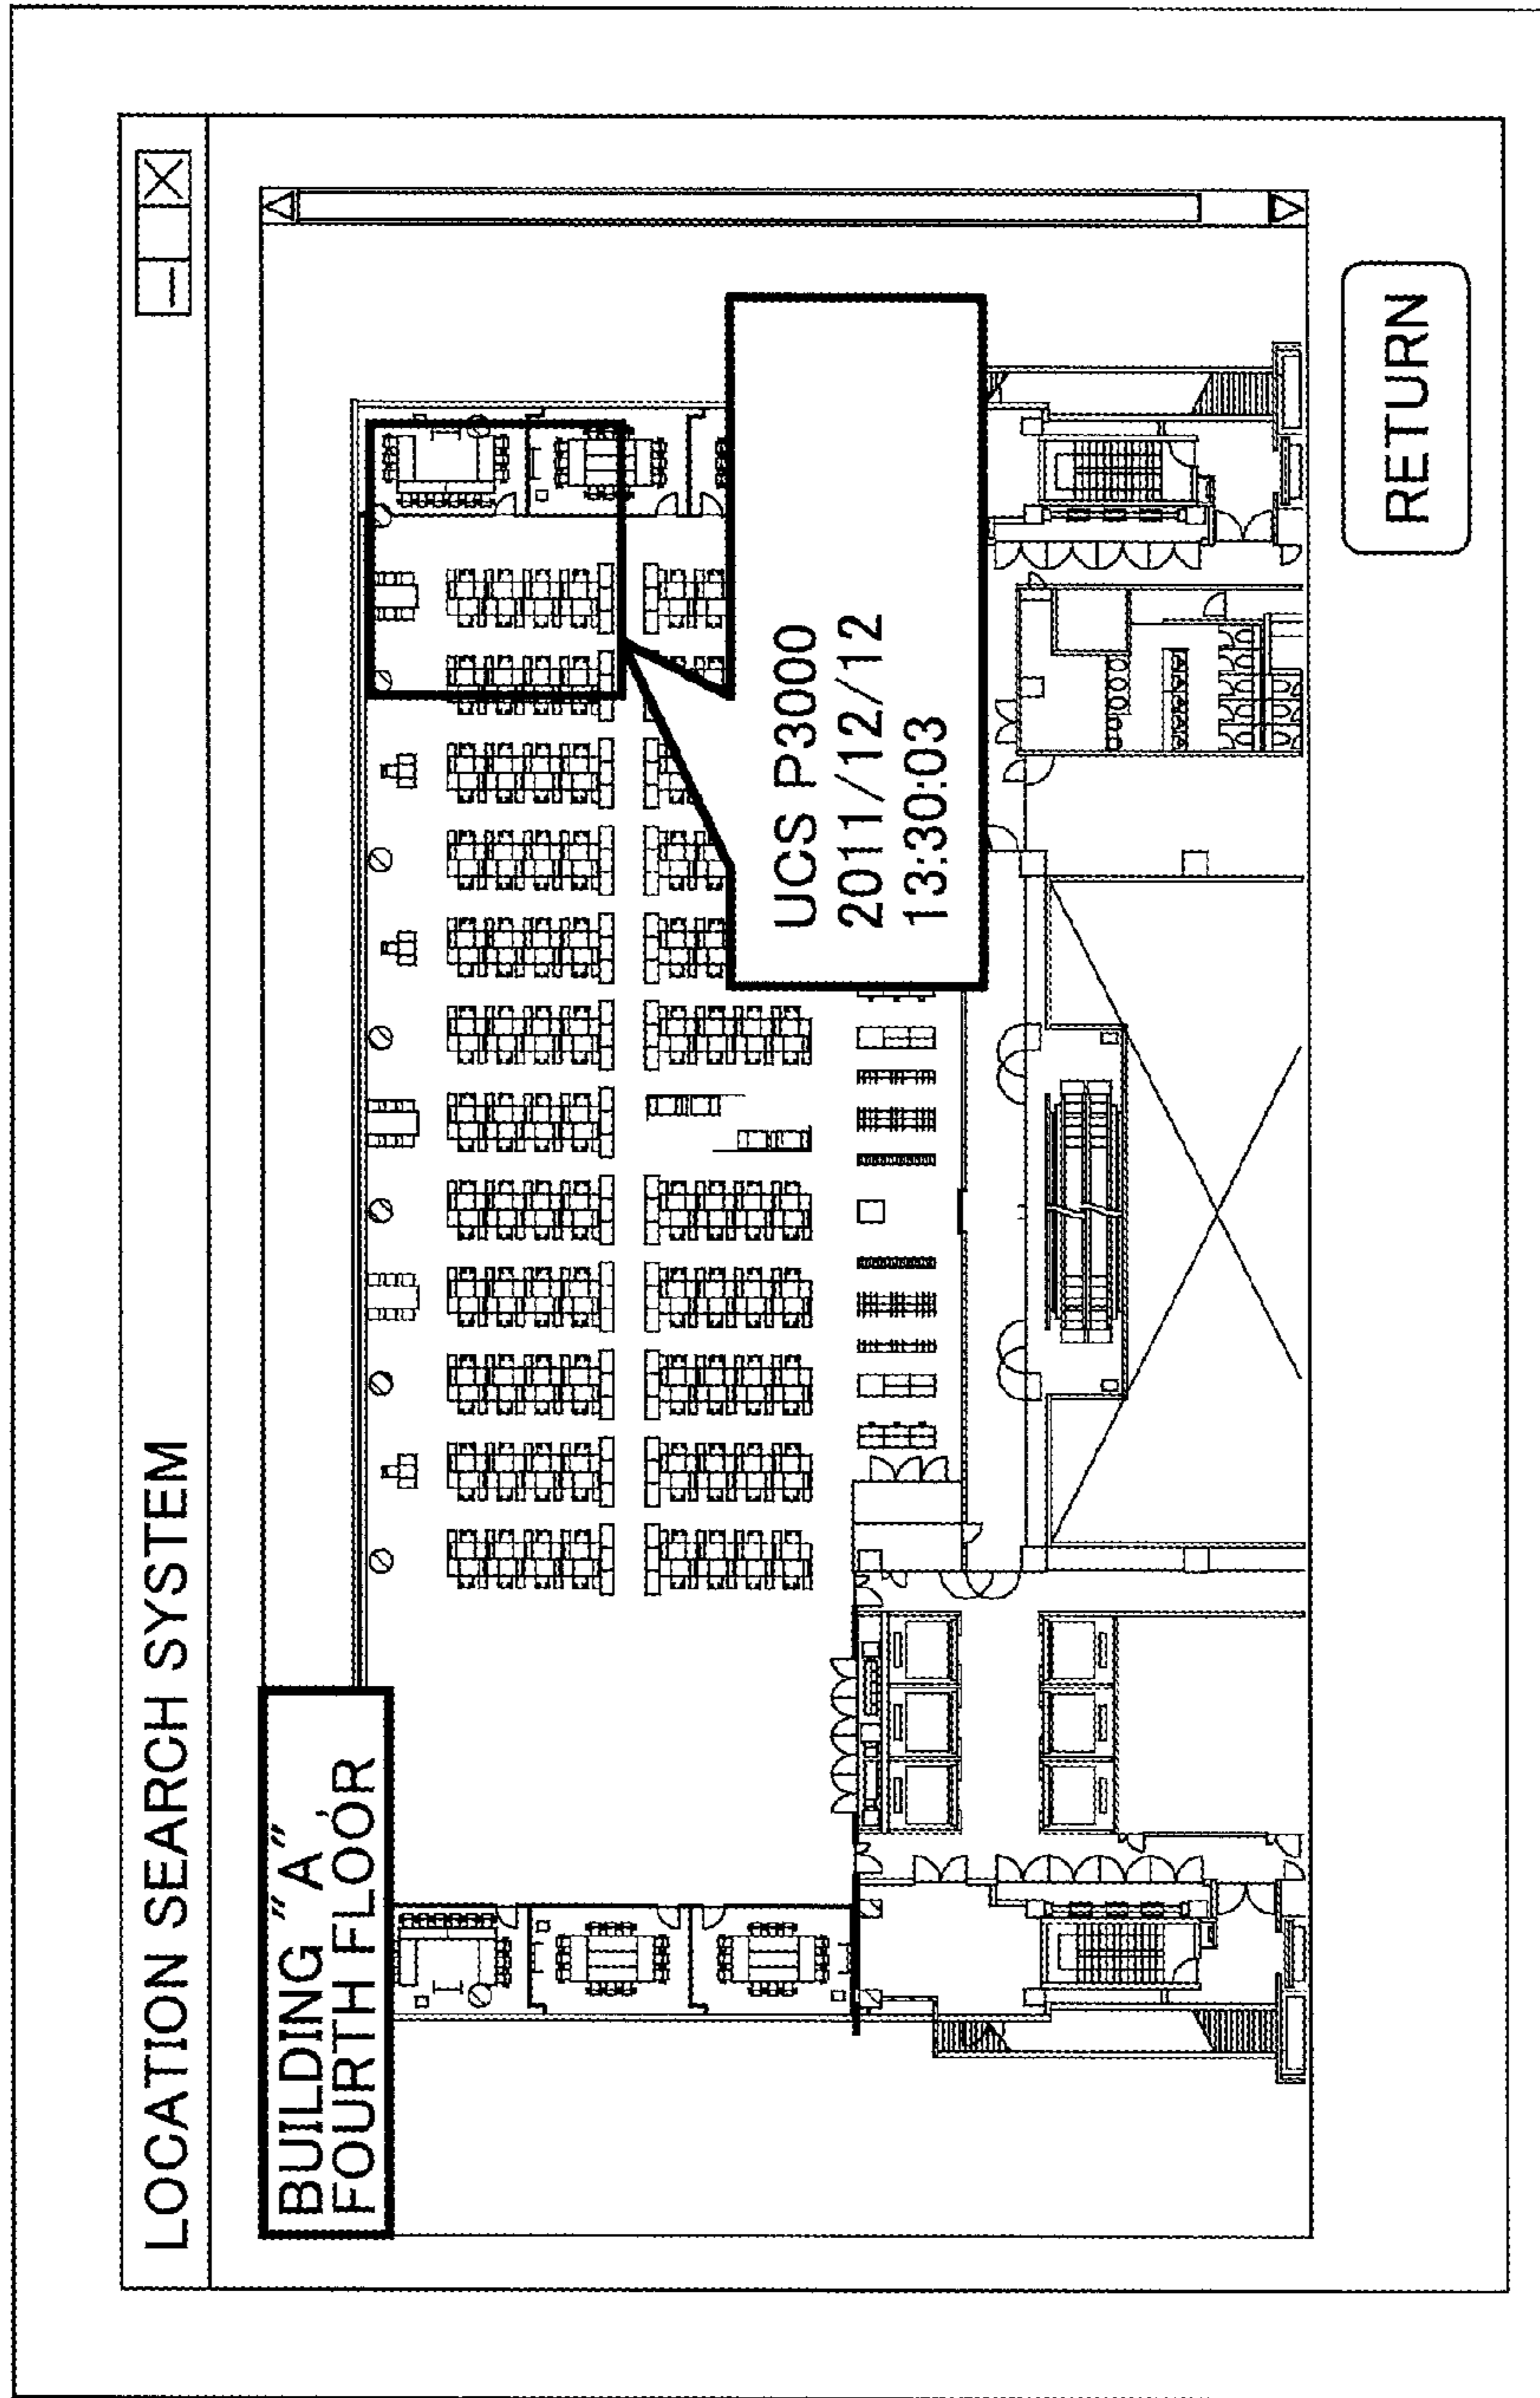 LOCATION SEARCH SYSTEM
BUILDING "A",
FOURTH FLOOR
UCS P3000
2011/12/12
13:30:03
RETURN